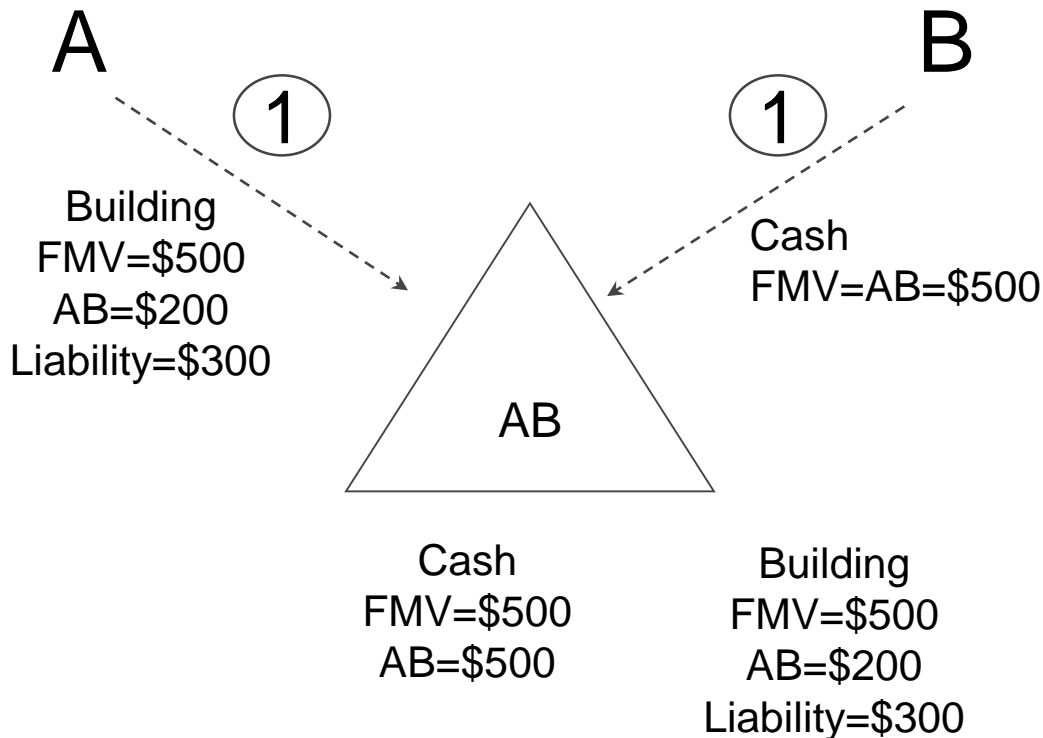 A
B
1
1
Building
FMV=$500
AB=$200
Liability=$300
Cash
FMV=AB=$500
AB
Cash
FMV=$500
AB=$500
Building
FMV=$500
AB=$200
Liability=$300